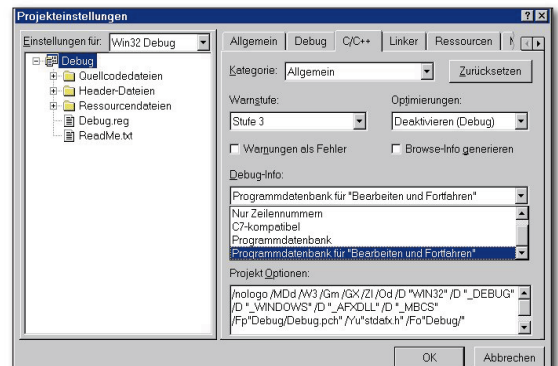 Projekteinstellungen
Einstellungen für: Win32 Debug
Debug
Quellcodedateien
Header-Dateien
Ressourcendateien
Debug.reg
ReadMe.txt
Allgemein Debug C/C++ Linker Ressourcen
Kategorie: Allgemein Zurücksetzen
Warnstufe: Optimierungen:
Stufe 3 Deaktivieren (Debug)
Warnungen als Fehler Browse-Info generieren
Debug-Info:
Programmdatenbank für "Bearbeiten und Fortfahren"
Nur Zeilennummern
C7-kompatibel
Programmdatenbank
Programmdatenbank für "Bearbeiten und Fortfahren"
Projekt Optionen:
/nologo /MDd /W3 /Gm /GX /ZI /Od /D "WIN32" /D "_DEBUG"
/D "_WINDOWS" /D "_AFXDLL" /D "_MBCS"
/Fp"Debug/Debug.pch" /Yu"stdafx.h" /Fo"Debug/"
OK Abbrechen